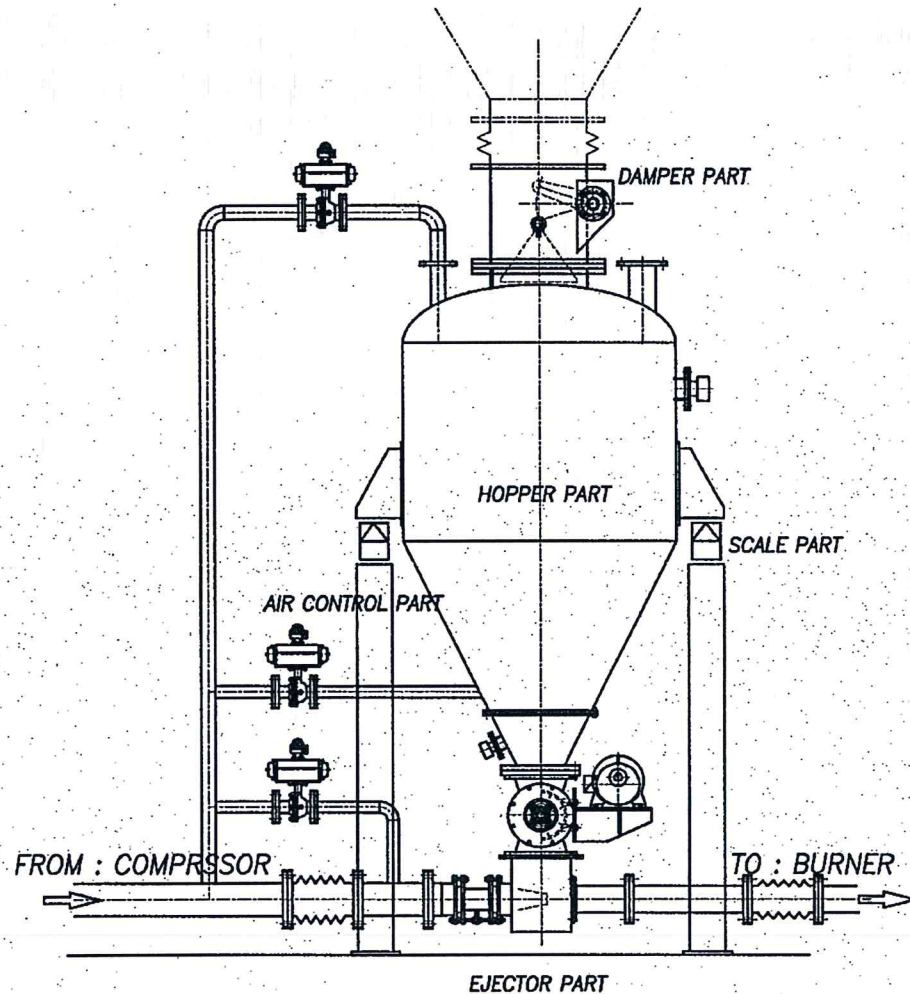 DAMPER PART
HOPPER PART
SCALE PART
AIR CONTROL PART
FROM : COMPRSSOR
TO : BURNER
EJECTOR PART